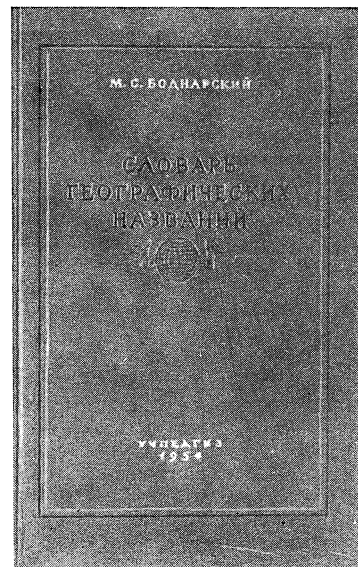 М. С. БОДНАРСКИЙ
СЛОВАРЬ
ГЕОГРАФИЧЕСКИХ
НАЗВАНИЙ
УЧПЕДГИЗ
1954